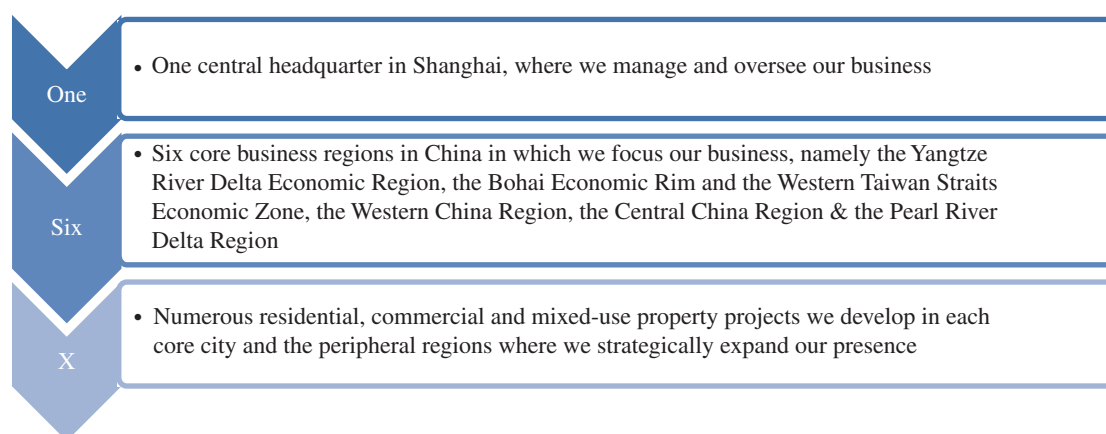 One
• One central headquarter in Shanghai, where we manage and oversee our business
Six
• Six core business regions in China in which we focus our business, namely the Yangtze
River Delta Economic Region, the Bohai Economic Rim and the Western Taiwan Straits
Economic Zone, the Western China Region, the Central China Region & the Pearl River
Delta Region
X
• Numerous residential, commercial and mixed-use property projects we develop in each
core city and the peripheral regions where we strategically expand our presence